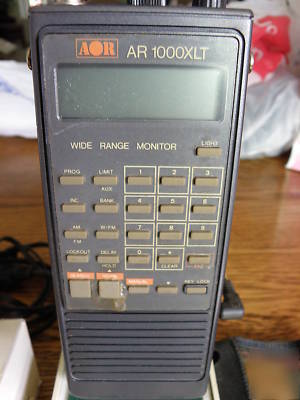 AOR AR 1000XLT
WIDE RANGE MONITOR LIGHT
PROG LIMIT 1 2 3
AUX
INC BANK 4 5 6
AM W/FM 7 8 9
FM
LOCKOUT DELAY 0
HOLD CLEAR
MANUAL KEY LOCK